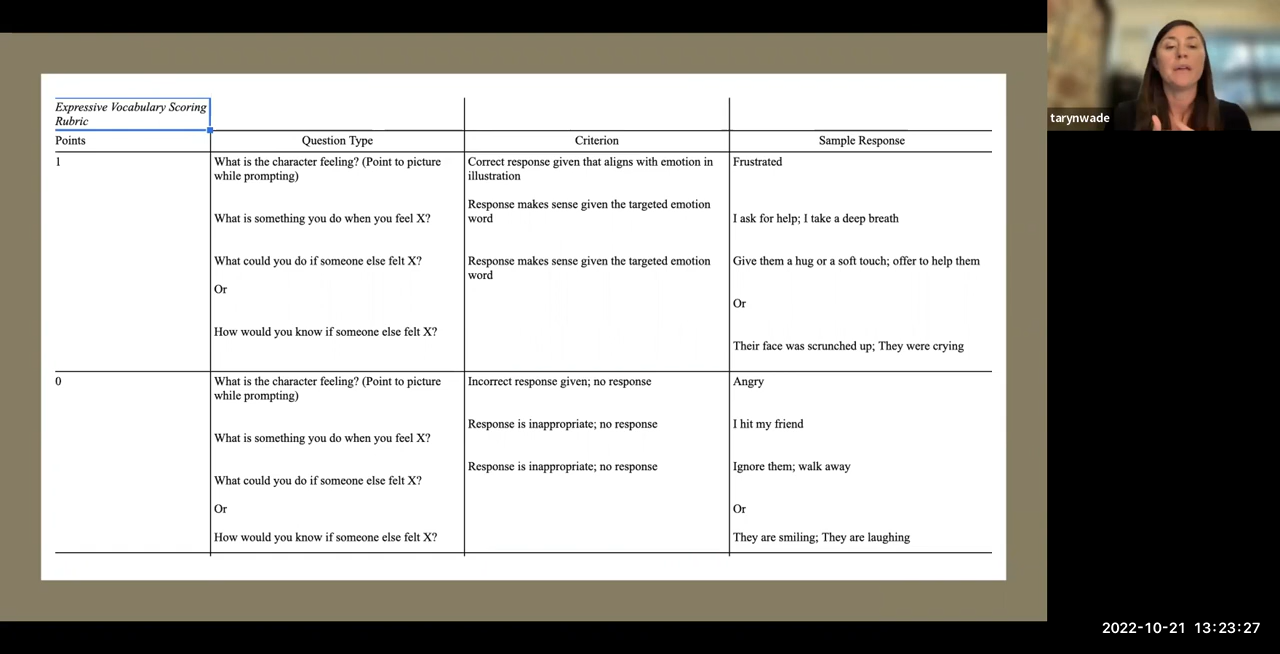 Expressive Vocabulary Scoring
Rubric
Points
Question Type
Criterion
Sample Response
1
What is the character feeling? (Point to picture
while prompting)
Correct response given that aligns with emotion in
illustration
Frustrated
Response makes sense given the targeted emotion
word
What is something you do when you feel X?
I ask for help; I take a deep breath
What could you do if someone else felt X?
Response makes sense given the targeted emotion
word
Give them a hug or a soft touch; offer to help them
Or
Or
How would you know if someone else felt X?
Their face was scrunched up; They were crying
0
What is the character feeling? (Point to picture
while prompting)
Incorrect response given; no response
Angry
Response is inappropriate; no response
I hit my friend
What is something you do when you feel X?
Response is inappropriate; no response
Ignore them; walk away
What could you do if someone else felt X?
Or
Or
How would you know if someone else felt X?
They are smiling; They are laughing
tarynwade
2022-10-21 13:23:27